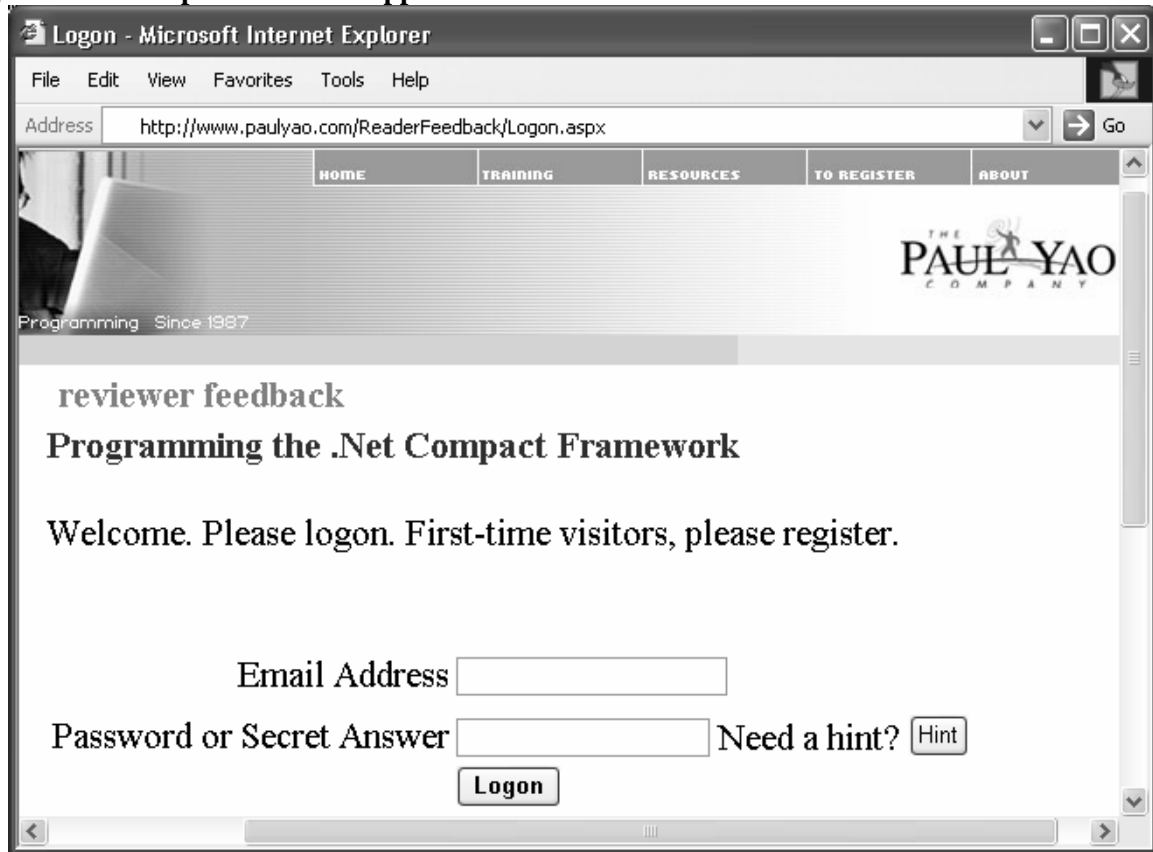 Logon - Microsoft Internet Explorer
File Edit View Favorites Tools Help
Address http://www.paulyao.com/ReaderFeedback/Logon.aspx Go
HOME TRAINING RESOURCES TO REGISTER ABOUT
THE
PAUL YAO
COMPANY
Programming Since 1987
reviewer feedback
Programming the .Net Compact Framework
Welcome. Please logon. First-time visitors, please register.
Email Address
Password or Secret Answer Need a hint? Hint
Logon